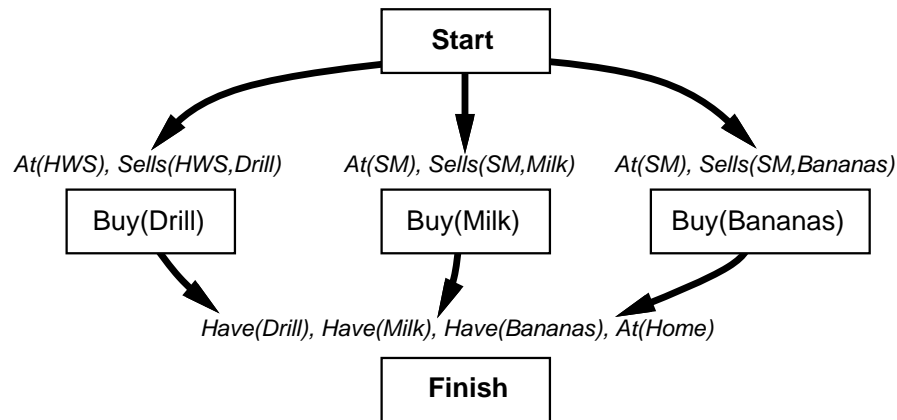 Start
At(HWS), Sells(HWS,Drill) At(SM), Sells(SM,Milk) At(SM), Sells(SM,Bananas)
Buy(Drill) Buy(Milk) Buy(Bananas)
Have(Drill), Have(Milk), Have(Bananas), At(Home)
Finish